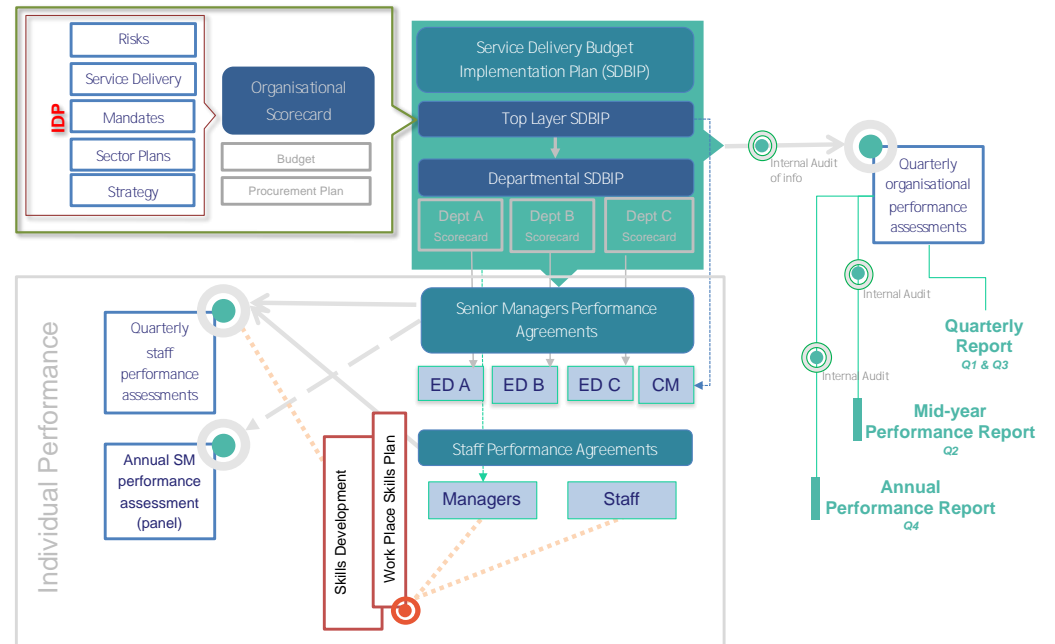 IDP
Risks
Service Delivery
Mandates
Sector Plans
Strategy
Organisational
Scorecard
Budget
Procurement Plan
Service Delivery Budget
Implementation Plan (SDBIP)
Top Layer SDBIP
Departmental SDBIP
Dept A
Scorecard
Dept B
Scorecard
Dept C
Scorecard
Internal Audit
of info
Quarterly
organisational
performance
assessments
Internal Audit
Internal Audit
Quarterly
Report
Q1 & Q3
Mid-year
Performance Report
Q2
Annual
Performance Report
Q4
Individual Performance
Quarterly
staff
performance
assessments
Annual SM
performance
assessment
(panel)
Skills Development
Work Place Skills Plan
Senior Managers Performance
Agreements
ED A
ED B
ED C
CM
Staff Performance Agreements
Managers
Staff